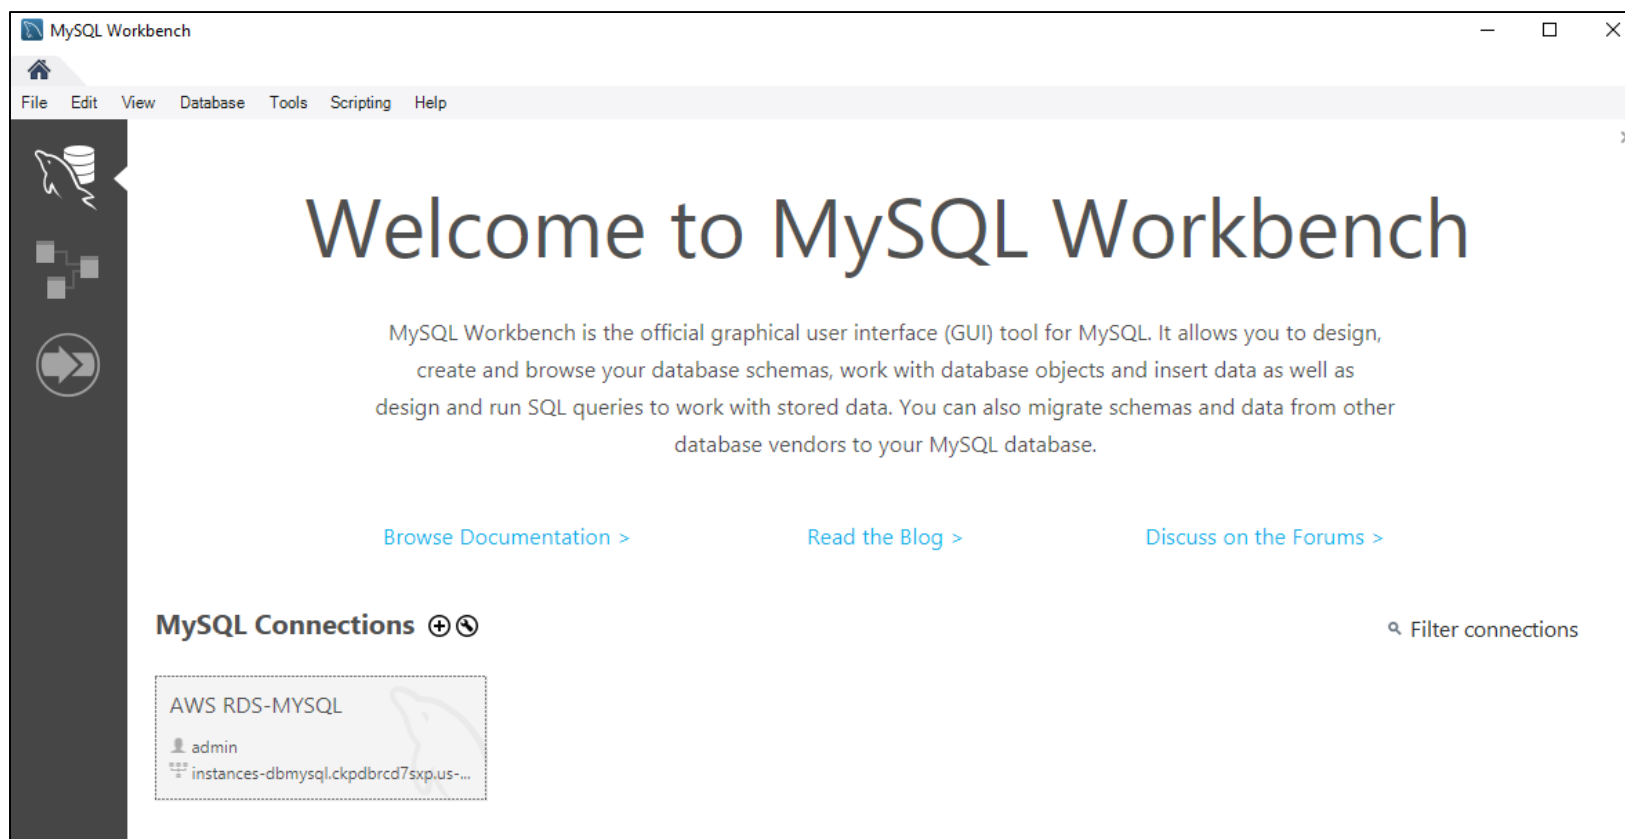 MySQL Workbench
File Edit View Database Tools Scripting Help
Welcome to MySQL Workbench
MySQL Workbench is the official graphical user interface (GUI) tool for MySQL. It allows you to design,
create and browse your database schemas, work with database objects and insert data as well as
design and run SQL queries to work with stored data. You can also migrate schemas and data from other
database vendors to your MySQL database.
Browse Documentation > Read the Blog > Discuss on the Forums >
MySQL Connections
Filter connections
AWS RDS-MYSQL
admin
instances-dbmysql.ckpdbrcd7sxp.us-...